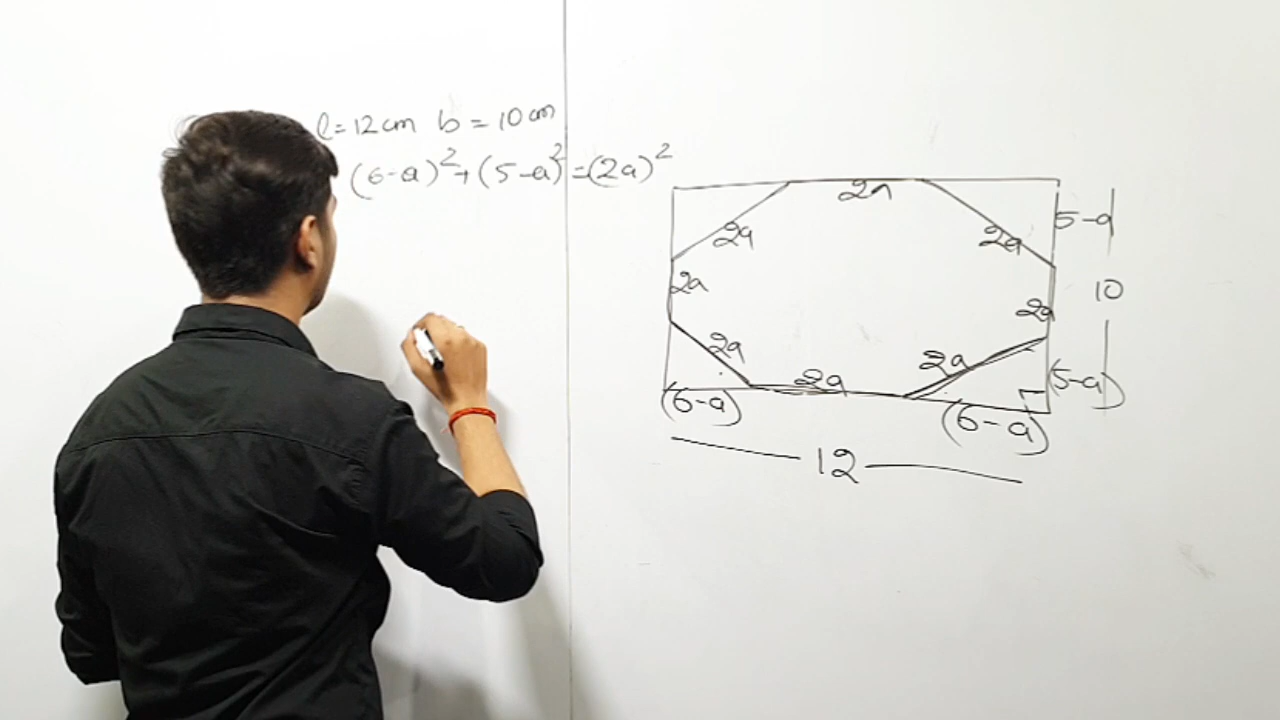 l = 12 cm b = 10 cm
(6-a)² + (5-a)² = (2a)²
2a
2a
2a
5-a
2a
2a
10
2a
2a
2a
(5-a)
(6-a)
(6-a)
12